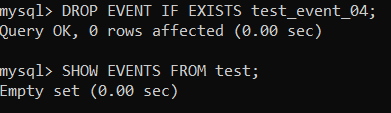 mysql> DROP EVENT IF EXISTS test_event_04;
Query OK, 0 rows affected (0.00 sec)
mysql> SHOW EVENTS FROM test;
Empty set (0.00 sec)